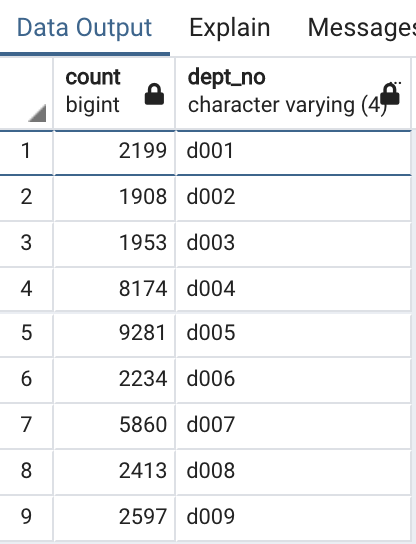 Data Output Explain Messages
count dept_no ...
bigint character varying (4)
1 2199 d001
2 1908 d002
3 1953 d003
4 8174 d004
5 9281 d005
6 2234 d006
7 5860 d007
8 2413 d008
9 2597 d009